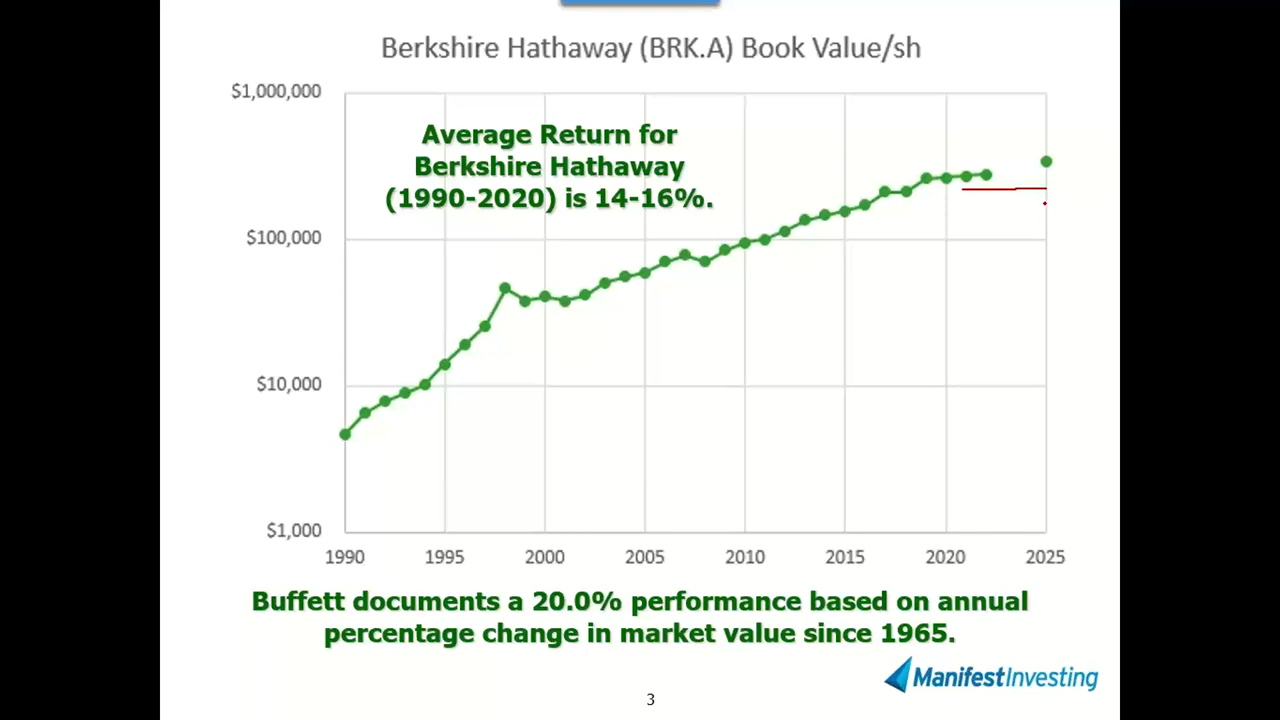 Berkshire Hathaway (BRK.A) Book Value/sh
$1,000,000
$100,000
$10,000
$1,000
Average Return for
Berkshire Hathaway
(1990-2020) is 14-16%.
1990 1995 2000 2005 2010 2015 2020 2025
Buffett documents a 20.0% performance based on annual
percentage change in market value since 1965.
ManifestInvesting
3